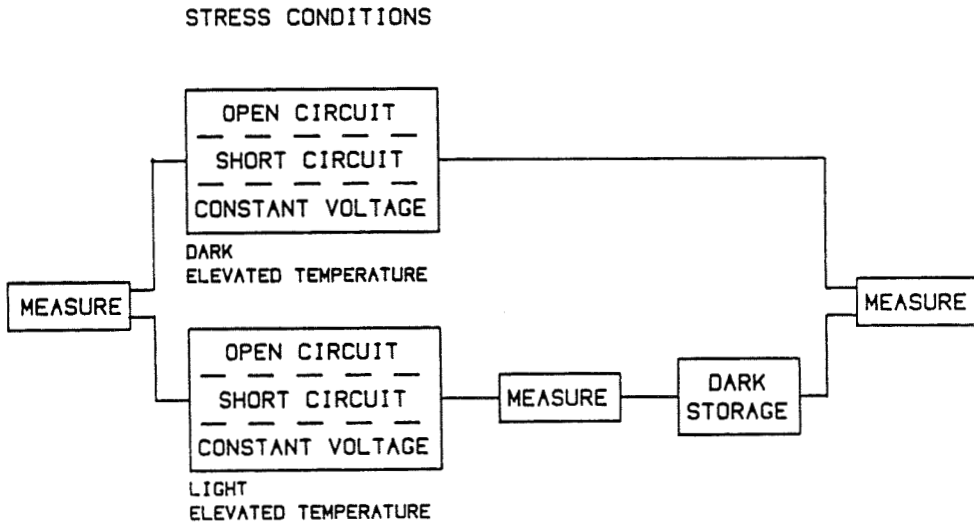 STRESS CONDITIONS
OPEN CIRCUIT
SHORT CIRCUIT
CONSTANT VOLTAGE
DARK
ELEVATED TEMPERATURE
MEASURE
MEASURE
OPEN CIRCUIT
SHORT CIRCUIT
CONSTANT VOLTAGE
MEASURE
DARK
STORAGE
LIGHT
ELEVATED TEMPERATURE